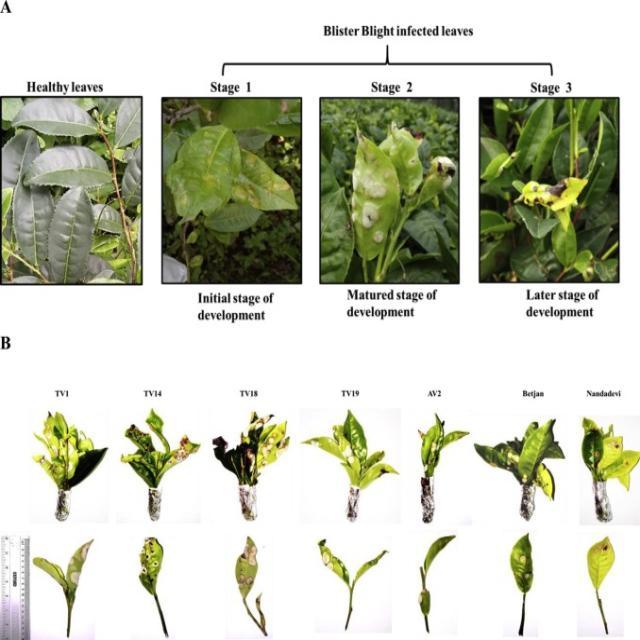 A
Blister Blight infected leaves
Healthy leaves
Stage 1
Stage 2
Stage 3
Initial stage of
development
Matured stage of
development
Later stage of
development
B
TV1
TV14
TV18
TV19
AV2
Betjan
Nandadevi